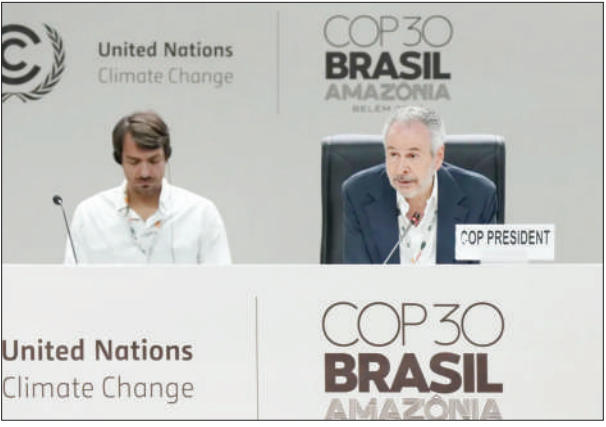 United Nations
Climate Change
COP30
BRASIL
AMAZÔNIA
COP PRESIDENT
United Nations
Climate Change
COP30
BRASIL
AMAZÔNIA